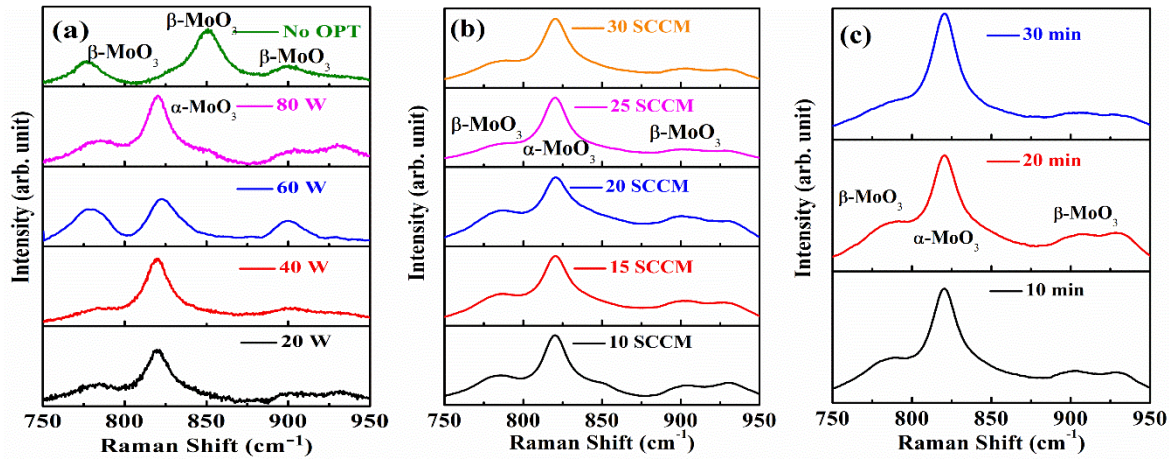 (a)
β-MoO3
No OPT
β-MoO3
β-MoO3
α-MoO3
80 W
60 W
40 W
20 W
Intensity (arb. unit)
750 800 850 900 950
Raman Shift (cm⁻¹)
(b)
30 SCCM
25 SCCM
β-MoO3
β-MoO3
α-MoO3
20 SCCM
15 SCCM
10 SCCM
Intensity (arb. unit)
750 800 850 900 950
Raman Shift (cm⁻¹)
(c)
30 min
20 min
β-MoO3
β-MoO3
α-MoO3
10 min
Intensity (arb. unit)
750 800 850 900 950
Raman Shift (cm⁻¹)